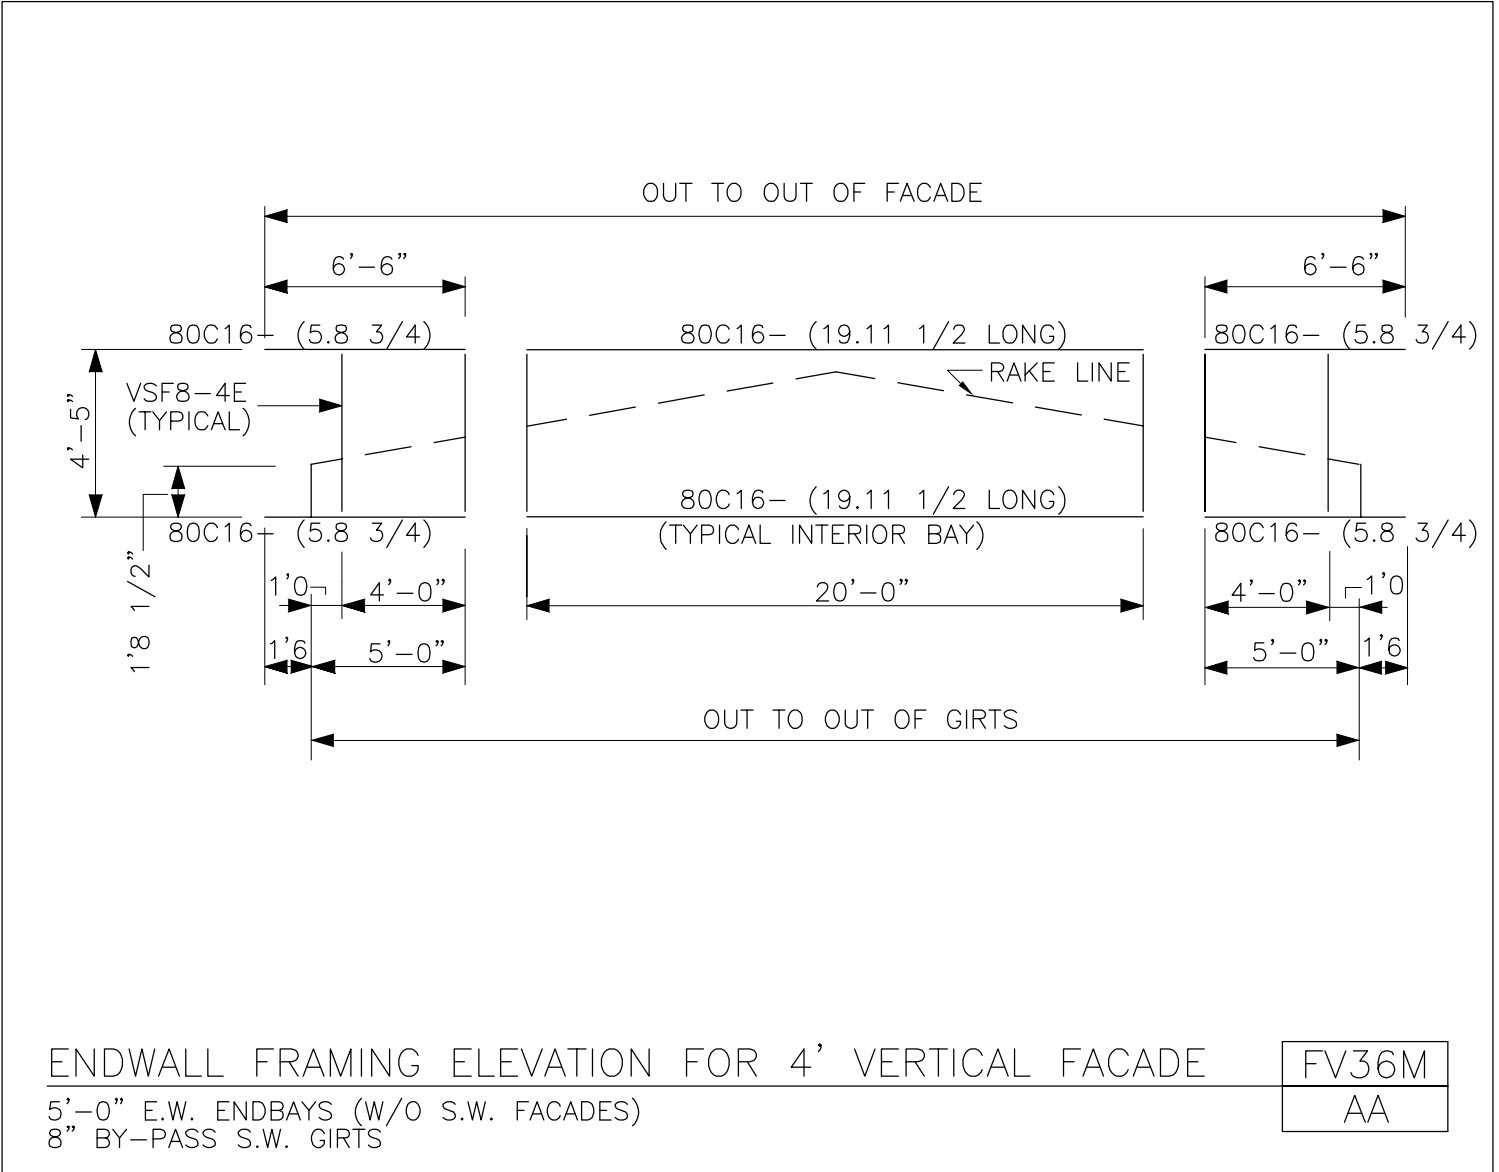 OUT TO OUT OF FACADE
6'-6" 6'-6"
80C16- (5.8 3/4) 80C16- (19.11 1/2 LONG) 80C16- (5.8 3/4)
RAKE LINE
VSF8-4E
(TYPICAL)
4'-5"
1'8 1/2"
80C16- (19.11 1/2 LONG)
80C16- (5.8 3/4) (TYPICAL INTERIOR BAY) 80C16- (5.8 3/4)
1'0 4'-0" 20'-0" 4'-0" 1'0
1'6 5'-0" 5'-0" 1'6
OUT TO OUT OF GIRTS
ENDWALL FRAMING ELEVATION FOR 4' VERTICAL FACADE
FV36M
AA
5'-0" E.W. ENDBAYS (W/O S.W. FACADES)
8" BY-PASS S.W. GIRTS